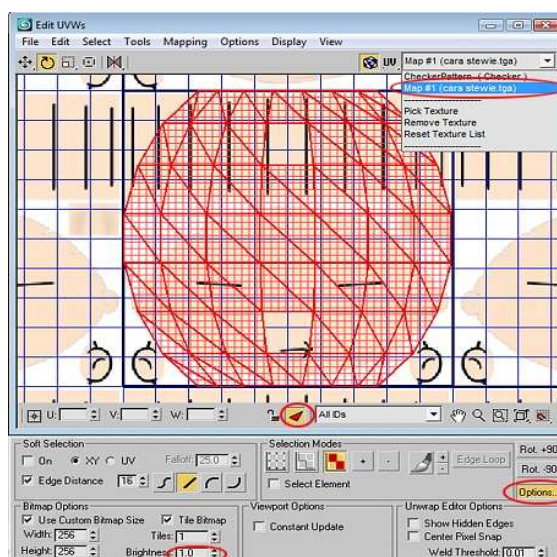 Edit UVWs
File Edit Select Tools Mapping Options Display View
UV Map #1 (cara stewie.tga)
CheckerPattern ( Checker )
Map #1 (cara stewie.tga)
Pick Texture
Remove Texture
Reset Texture List
U: V: W: All IDs
Soft Selection
On XY UV Falloff: 25.0
Edge Distance 16
Selection Modes
+ - Edge Loop
Select Element
Rot. +90
Rot. -90
Options...
Bitmap Options
Use Custom Bitmap Size Tile Bitmap
Width: 256 Tiles: 1
Height: 256 Brightness: 1.0
Viewport Options
Constant Update
Unwrap Editor Options
Show Hidden Edges
Center Pixel Snap
Weld Threshold: 0.01